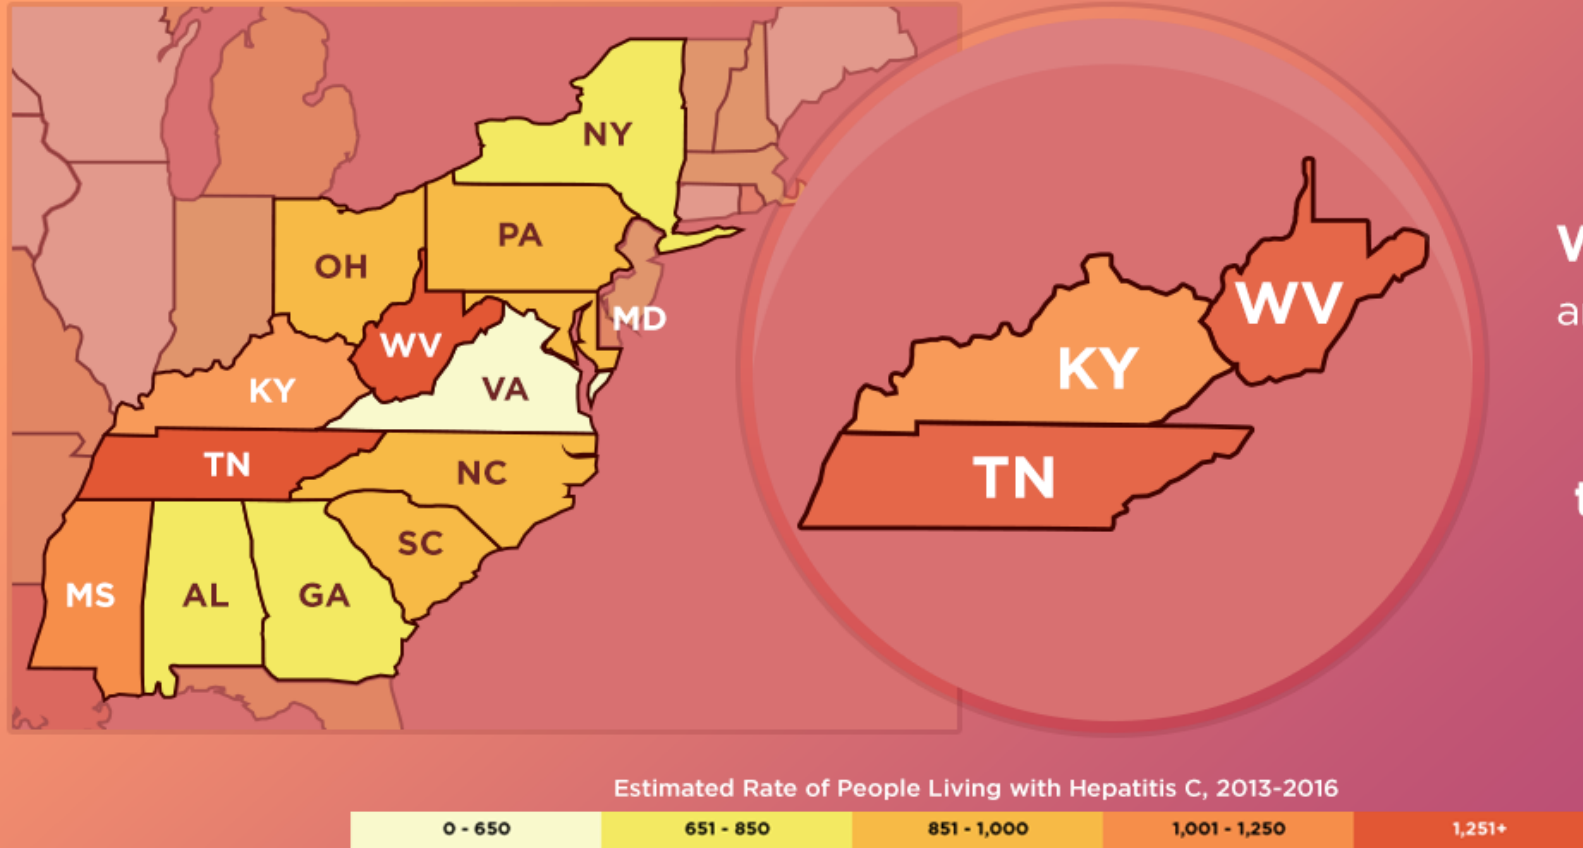 NY
PA
OH
MD
WV
VA
KY
TN
NC
SC
MS
AL
GA
WV
KY
TN
a
t
Estimated Rate of People Living with Hepatitis C, 2013-2016
0 - 650
651 - 850
851 - 1,000
1,001 - 1,250
1,251+